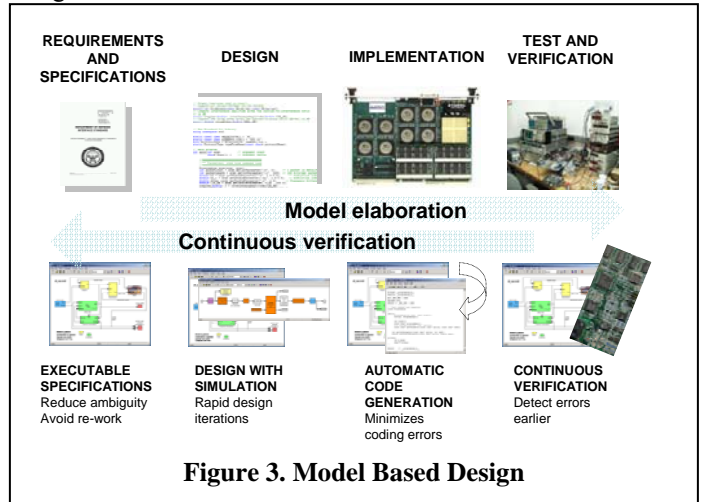 REQUIREMENTS
AND
SPECIFICATIONS
DESIGN
IMPLEMENTATION
TEST AND
VERIFICATION
Model elaboration
Continuous verification
EXECUTABLE
SPECIFICATIONS
Reduce ambiguity
Avoid re-work
DESIGN WITH
SIMULATION
Rapid design
iterations
AUTOMATIC
CODE
GENERATION
Minimizes
coding errors
CONTINUOUS
VERIFICATION
Detect errors
earlier
Figure 3. Model Based Design